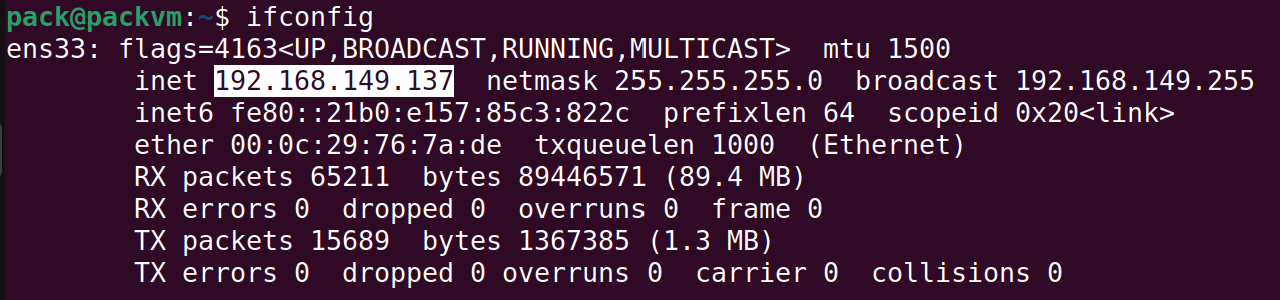 pack@packvm:~$ ifconfig
ens33: flags=4163<UP,BROADCAST,RUNNING,MULTICAST>  mtu 1500
        inet 192.168.149.137  netmask 255.255.255.0  broadcast 192.168.149.255
        inet6 fe80::21b0:e157:85c3:822c  prefixlen 64  scopeid 0x20<link>
        ether 00:0c:29:76:7a:de  txqueuelen 1000  (Ethernet)
        RX packets 65211  bytes 89446571 (89.4 MB)
        RX errors 0  dropped 0  overruns 0  frame 0
        TX packets 15689  bytes 1367385 (1.3 MB)
        TX errors 0  dropped 0 overruns 0  carrier 0  collisions 0